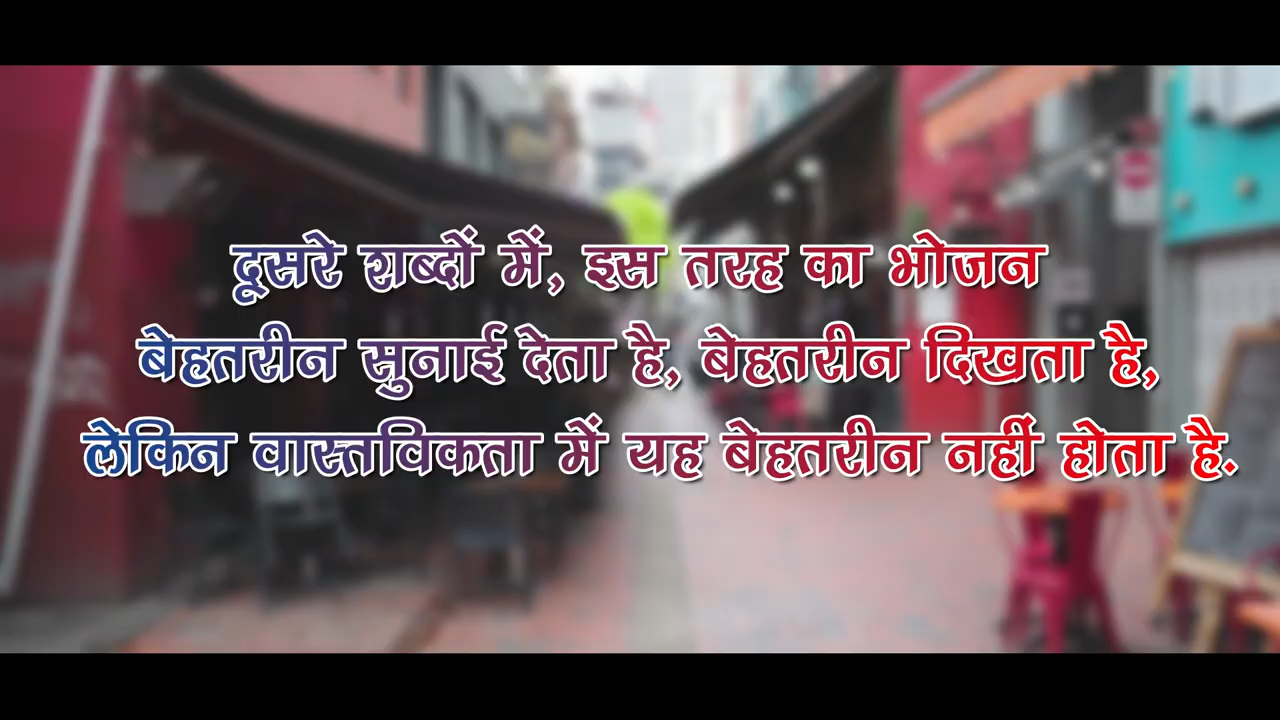 दूसरे शब्दों में, इस तरह का भोजन
बेहतरीन सुनाई देता है, बेहतरीन दिखता है,
लेकिन वास्तविकता में यह बेहतरीन नहीं होता है.